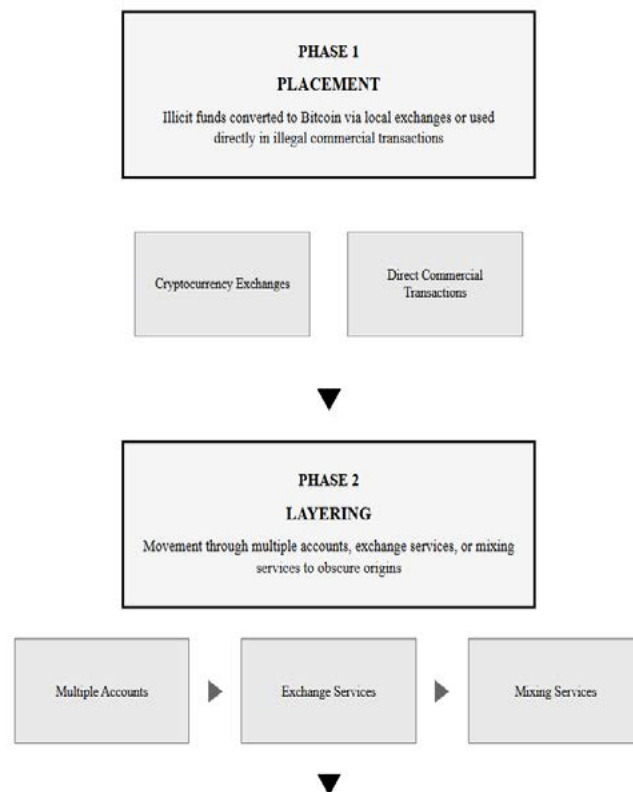 PHASE 1
PLACEMENT
Illicit funds converted to Bitcoin via local exchanges or used
directly in illegal commercial transactions
Cryptocurrency Exchanges
Direct Commercial
Transactions
PHASE 2
LAYERING
Movement through multiple accounts, exchange services, or mixing
services to obscure origins
Multiple Accounts
Exchange Services
Mixing Services